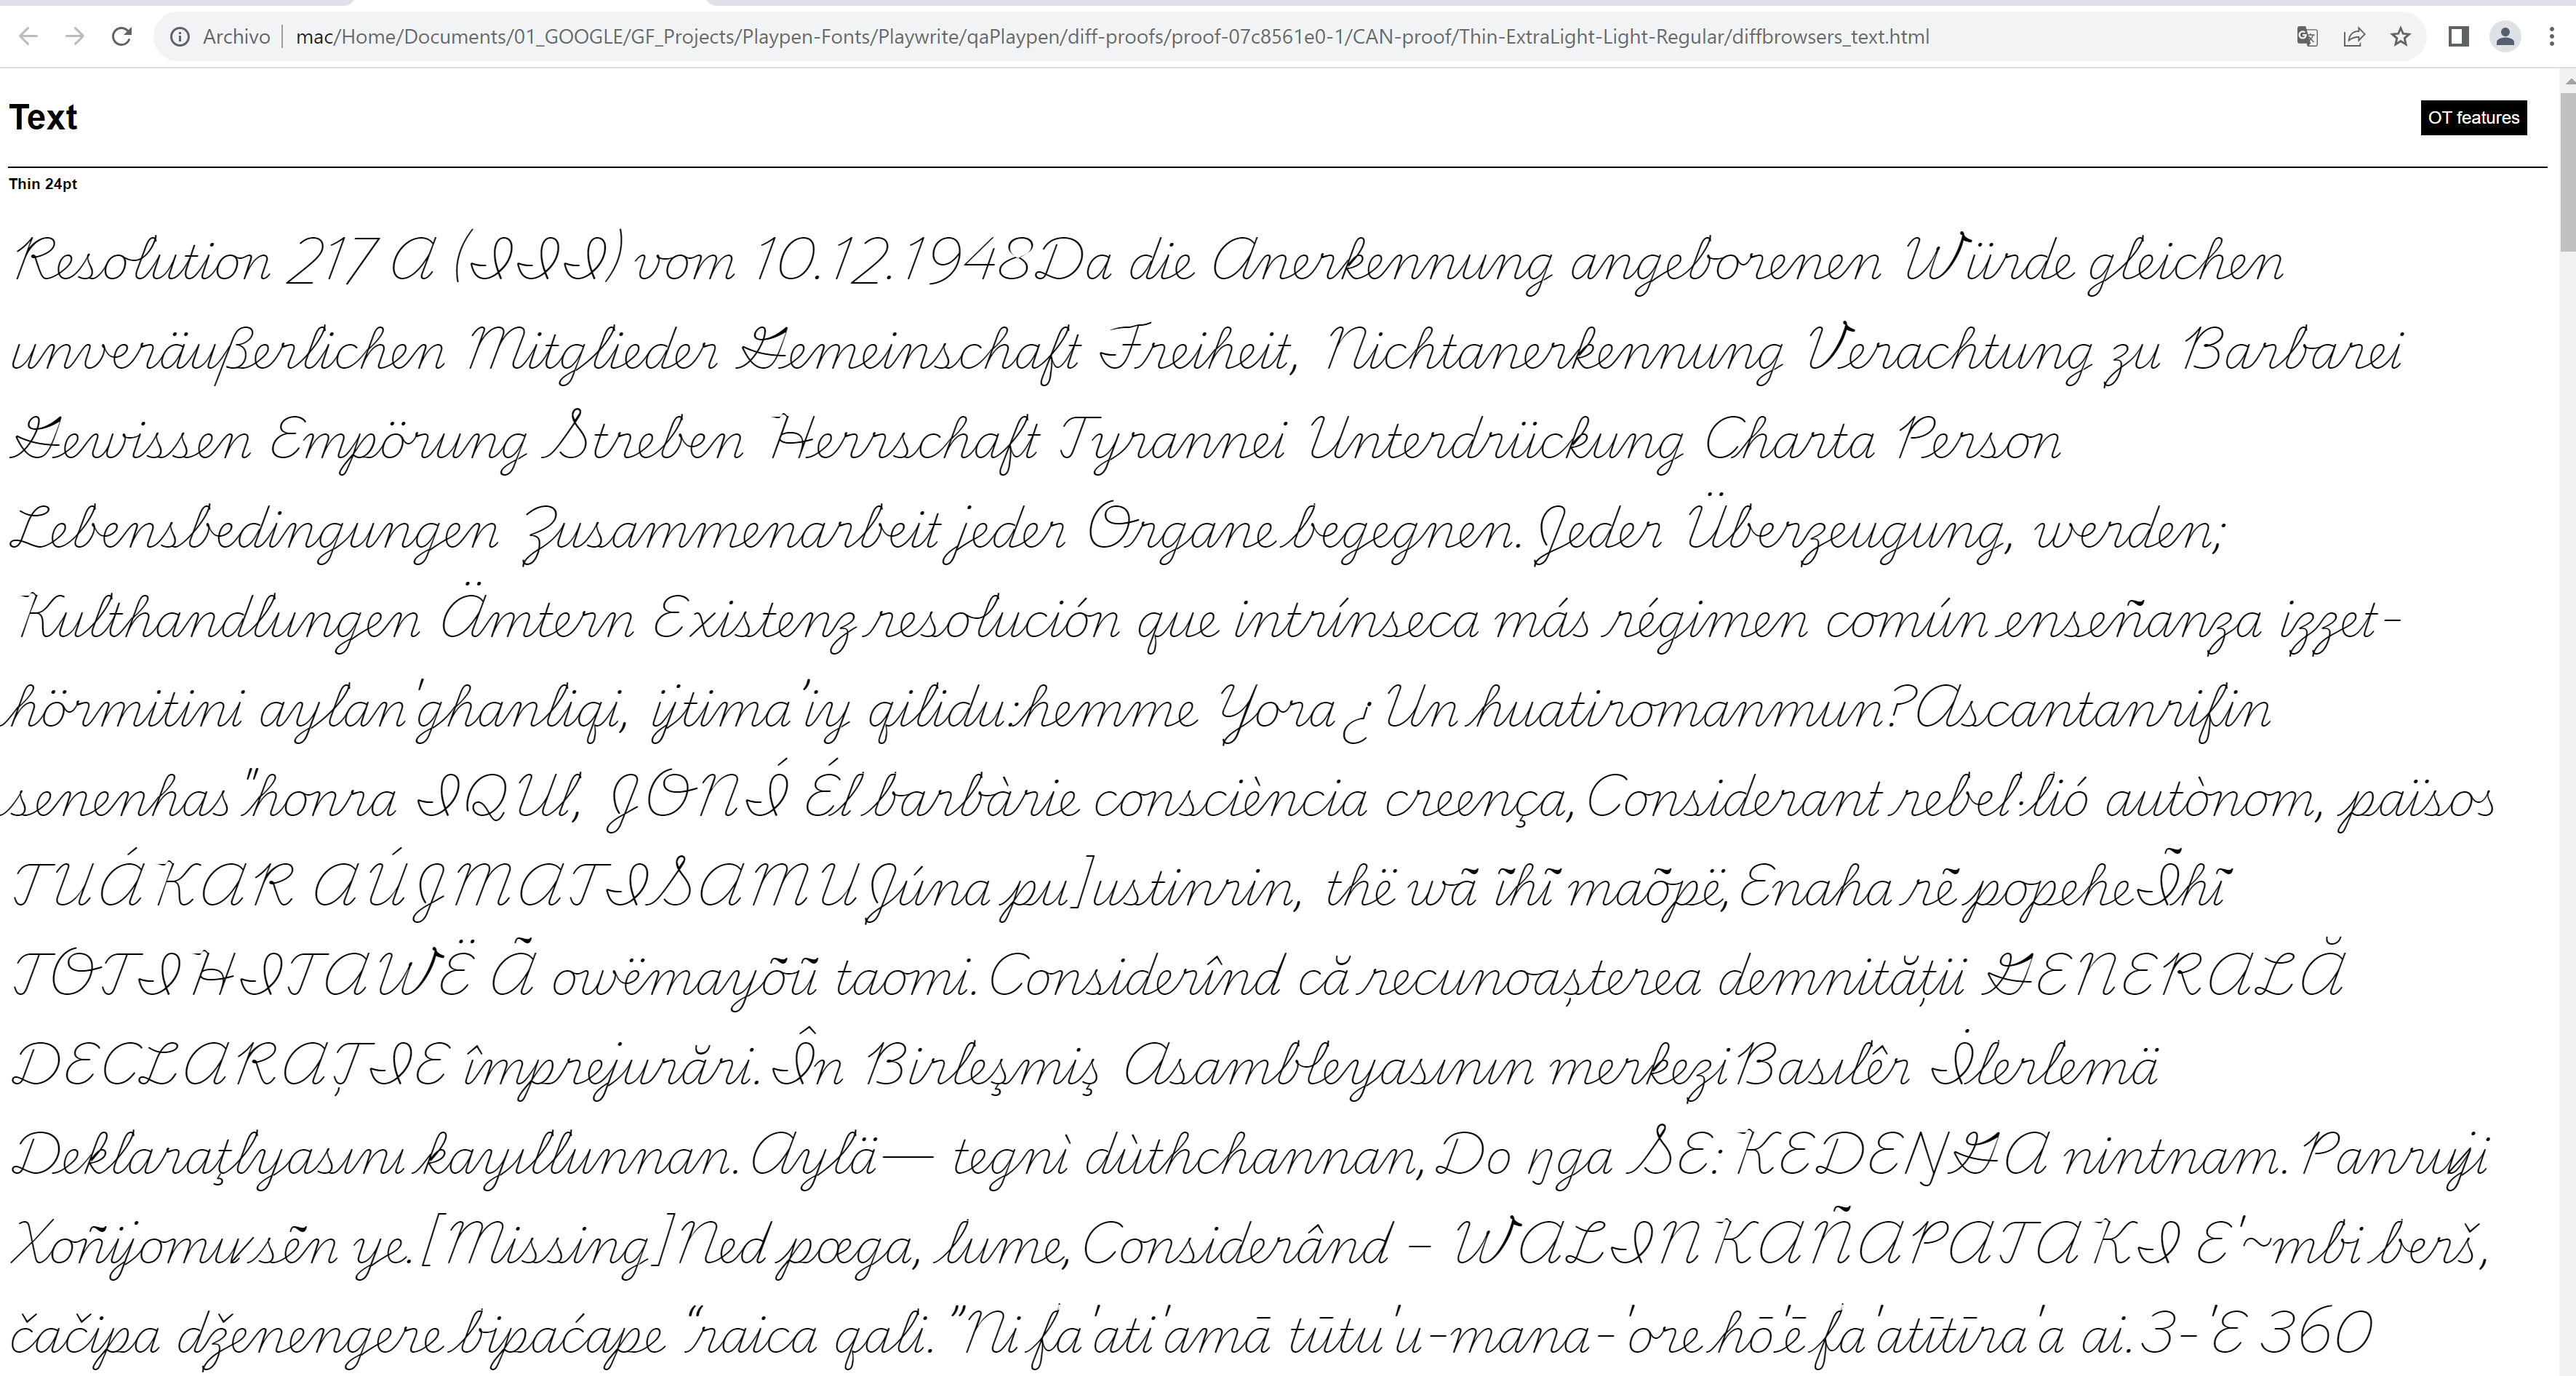 Archivo | mac/Home/Documents/01_GOOGLE/GF_Projects/Playpen-Fonts/Playwrite/qaPlaypen/diff-proofs/proof-07c8561e0-1/CAN-proof/Thin-ExtraLight-Light-Regular/diffbrowsers_text.html
Text
OT features
Thin 24pt
Resolution 217 A (III) vom 10.12.1948Da die Anerkennung angeborenen Würde gleichen
unveräußerlichen Mitglieder Gemeinschaft Freiheit, Nichtanerkennung Verachtung zu Barbarei
Gewissen Empörung Streben Herrschaft Tyrannei Unterdrückung Charta Person
Lebensbedingungen Zusammenarbeit jeder Organe begegnen. Jeder Überzeugung, werden;
Kulthandlungen Ämtern Existenz resolución que intrínseca más régimen común enseñanza izzet-
hörmitini aylan'ghanliqi, ijtima'iy qilidu:hemme Yora ¿Un huatiromanmun?Ascantanrifin
senenhas "honra IQUI, JONÍ Él barbàrie consciència creença, Considerant rebel·lió autònom, països
TUÁKAR AÚJMATISAMU Júna pu]ustinrin, thë wã ĩhĩ maõpë, Enaha rẽ popehe Ĩhĩ
TOTIHITAWË Ã owëmayõũ taomi. Considerînd că recunoașterea demnității GENERALĂ
DECLARAȚIE împrejurări. În Birleşmiş Asambleyasının merkezi Basılêr İlerlemä
Deklaraţlyasını kayıllunnan. Aylä— tegnì dùthchannan, Do ŋga SE: KEDEŊGA nintnam. Panruji
sẽn ye. [Missing] Ned pœga, lume, Considerând – WALINKAÑAPATAKI E'~mbi berš,
čačipa dženengere bipaćape “raica qali. ”Ni fa'ati'amā tūtu'u-mana-'ore hō'ē fa'atītīra'a ai. 3-'E 360